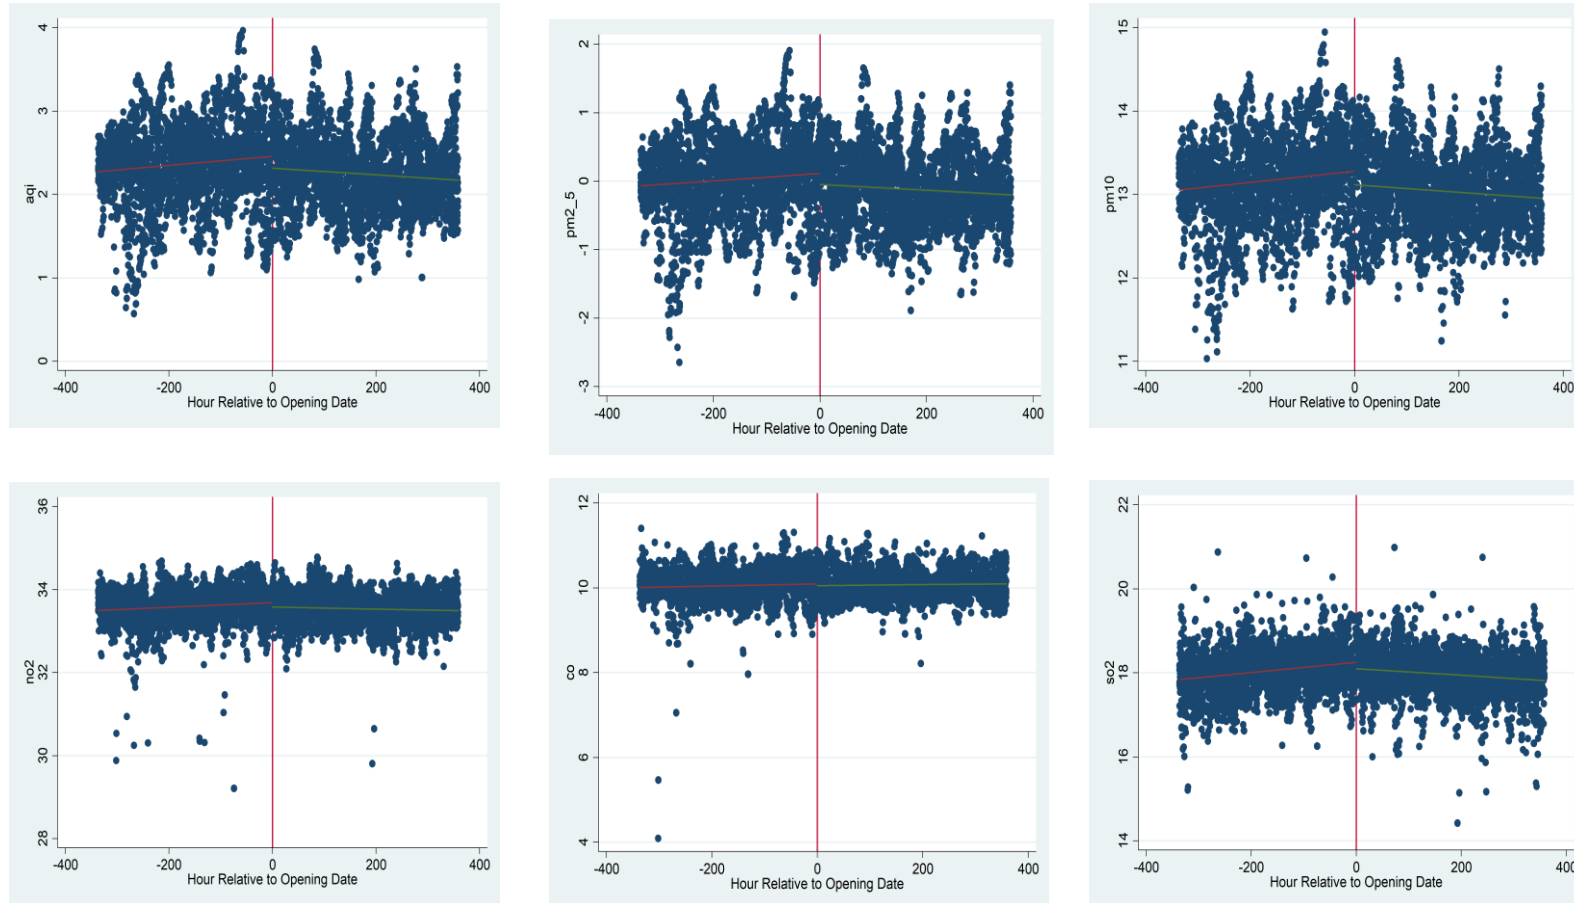 4
3
2
1
0
aqi
-400 -200 0 200 400
Hour Relative to Opening Date
2
1
0
-1
-2
-3
pm2_5
-400 -200 0 200 400
Hour Relative to Opening Date
15
14
13
12
11
pm10
-400 -200 0 200 400
Hour Relative to Opening Date
36
34
32
30
28
no2
-400 -200 0 200 400
Hour Relative to Opening Date
12
10
8
6
4
co
-400 -200 0 200 400
Hour Relative to Opening Date
22
20
18
16
14
so2
-400 -200 0 200 400
Hour Relative to Opening Date